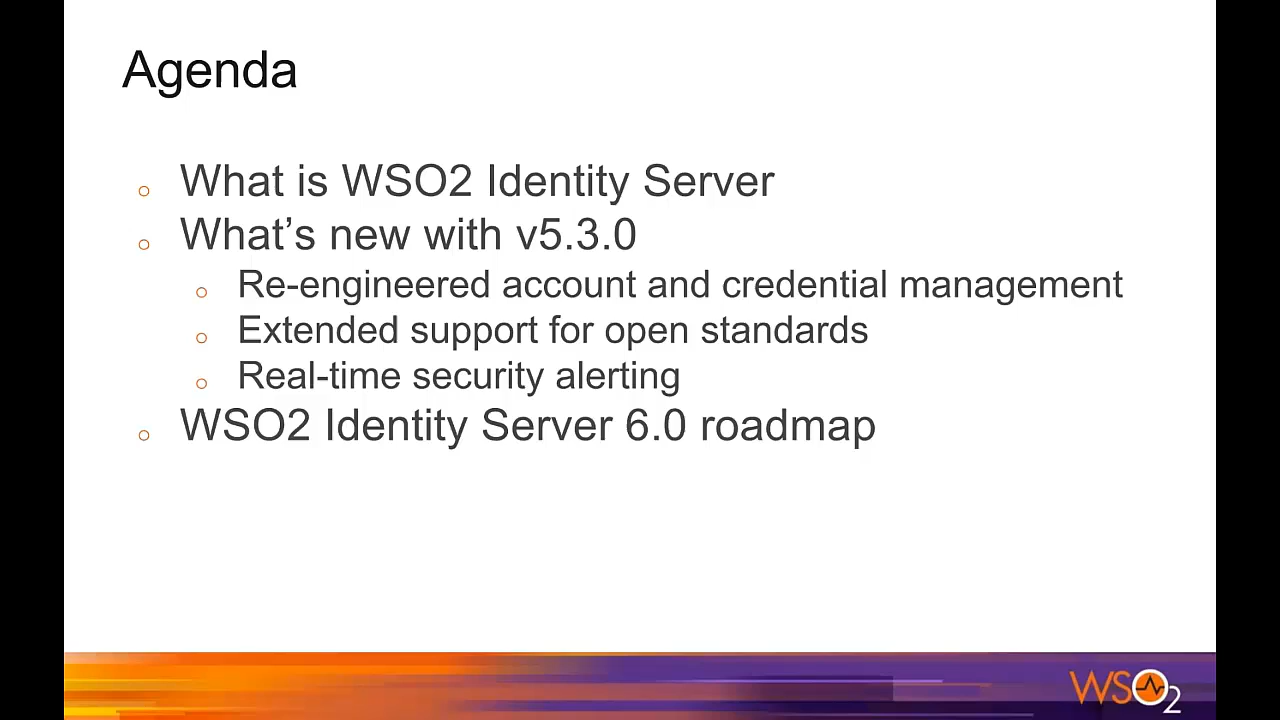 Agenda
What is WSO2 Identity Server
What’s new with v5.3.0
Re-engineered account and credential management
Extended support for open standards
Real-time security alerting
WSO2 Identity Server 6.0 roadmap
WSO2